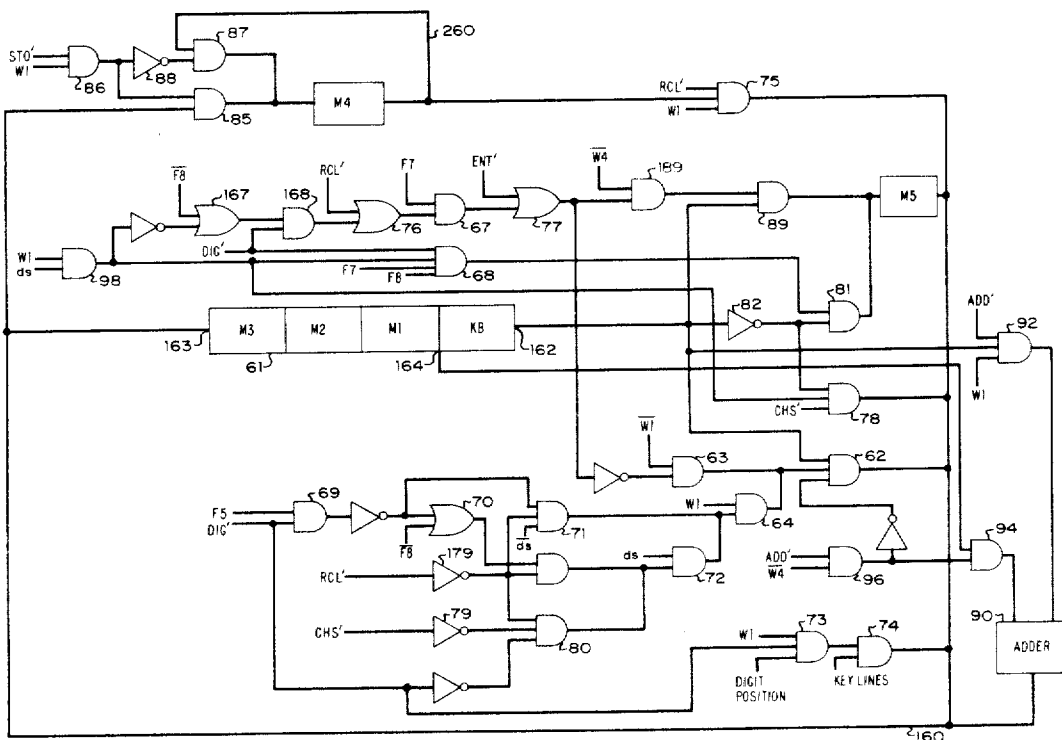 87
260
STO'
W1
86
88
85
M4
RCL'
75
W1
F8
167
RCL'
168
F7
ENT'
W4
189
76
67
77
89
M5
DIG'
W1
ds
98
F7
F8
68
81
82
ADD'
92
M3
M2
M1
KB
163
61
164
162
W1
CHS'
78
W1
63
62
64
W1
F5
DIG'
69
70
F8
ds
71
ds
72
RCL'
179
CHS'
79
80
ADD'
W4
96
94
90
ADDER
W1
73
74
DIGIT
POSITION
KEY LINES
160